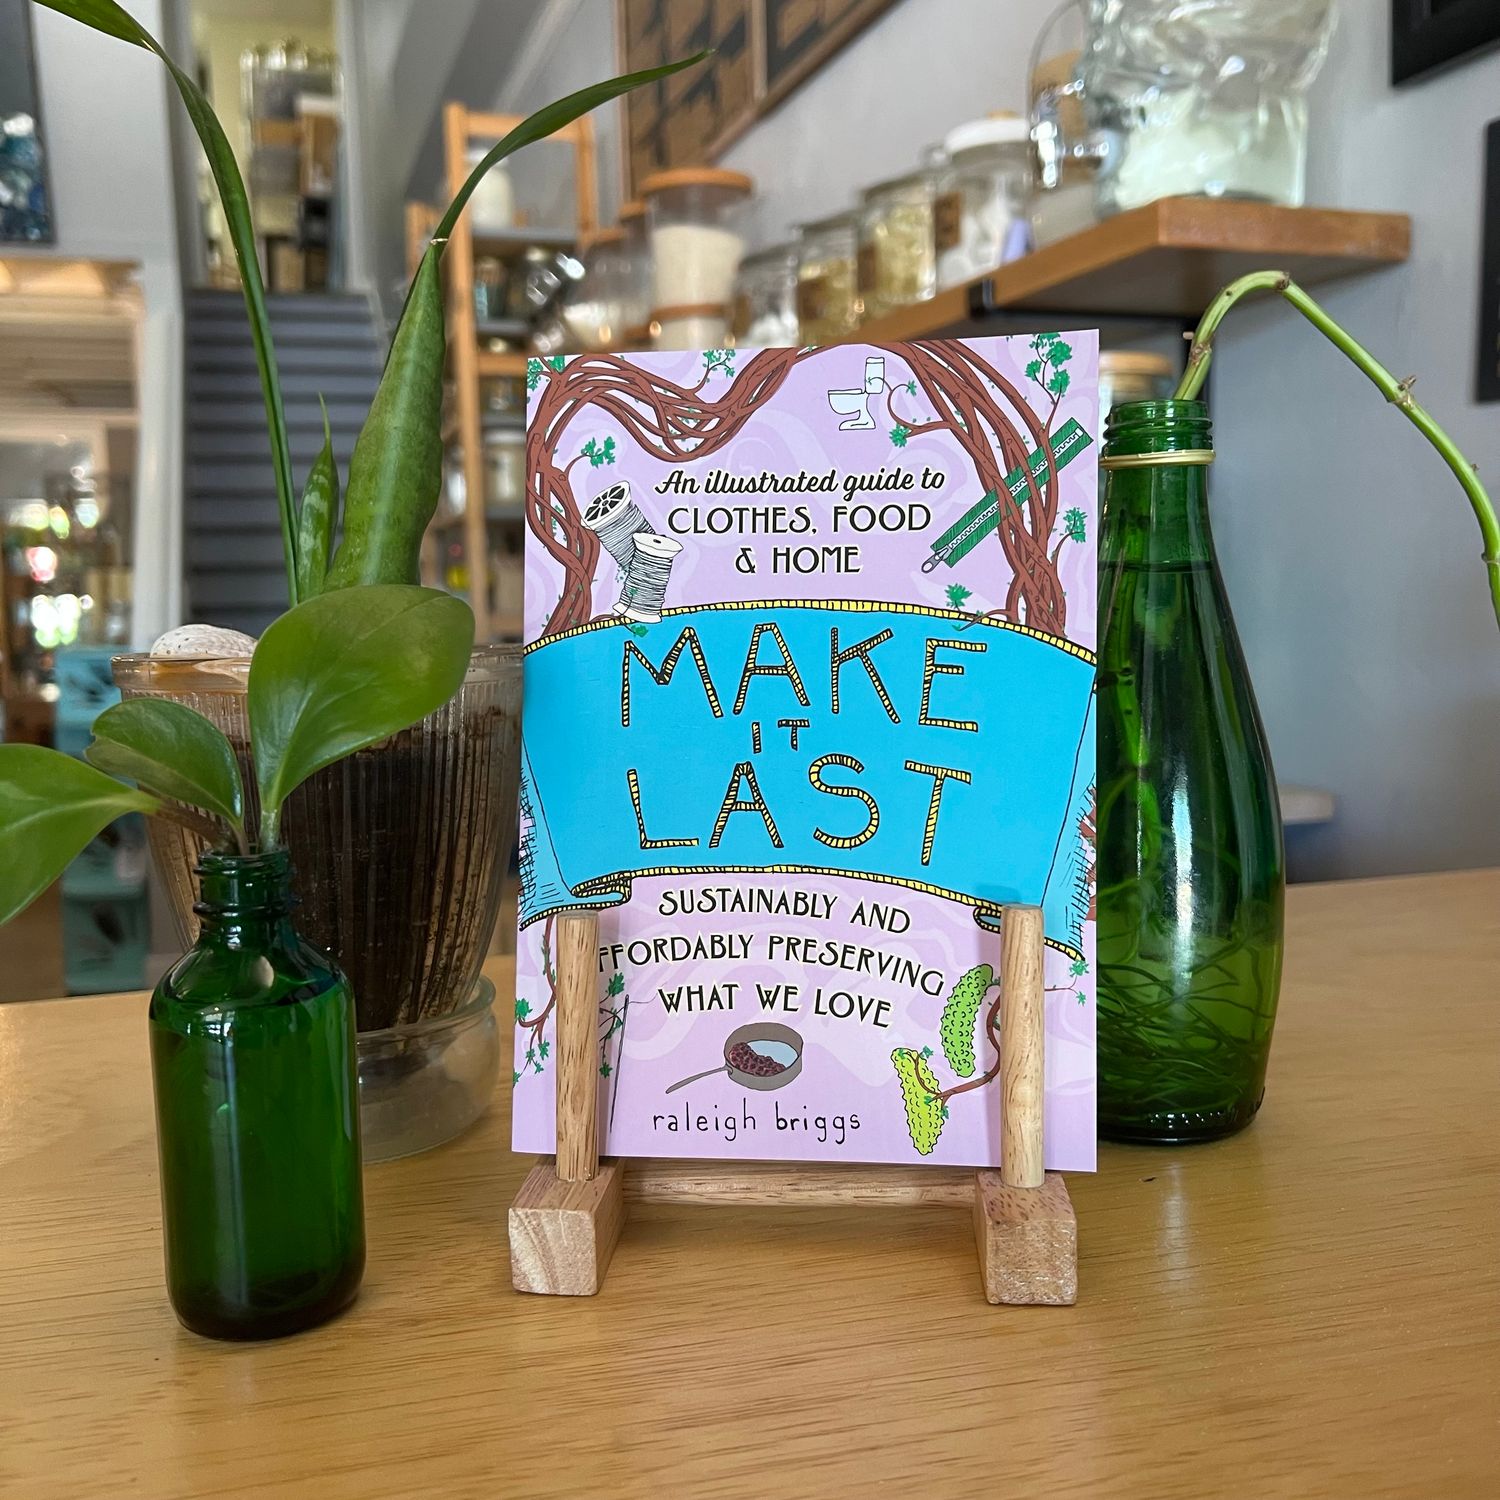 An illustrated guide to
CLOTHES, FOOD
& HOME
MAKE
IT
LAST
SUSTAINABLY AND
FFORDABLY PRESERVING
WHAT WE LOVE
raleigh briggs